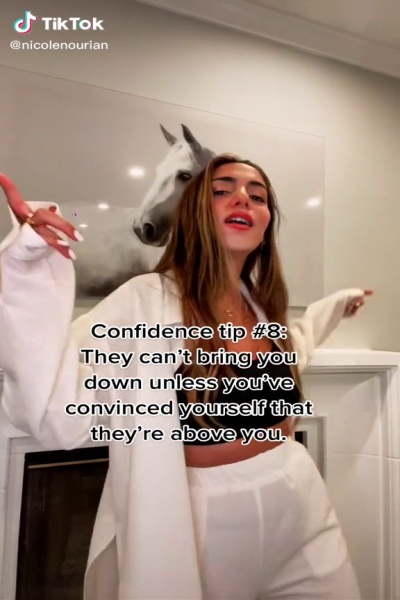 TikTok
@nicolenourian
Confidence tip #8:
They can't bring you
down unless you've
convinced yourself that
they're above you.